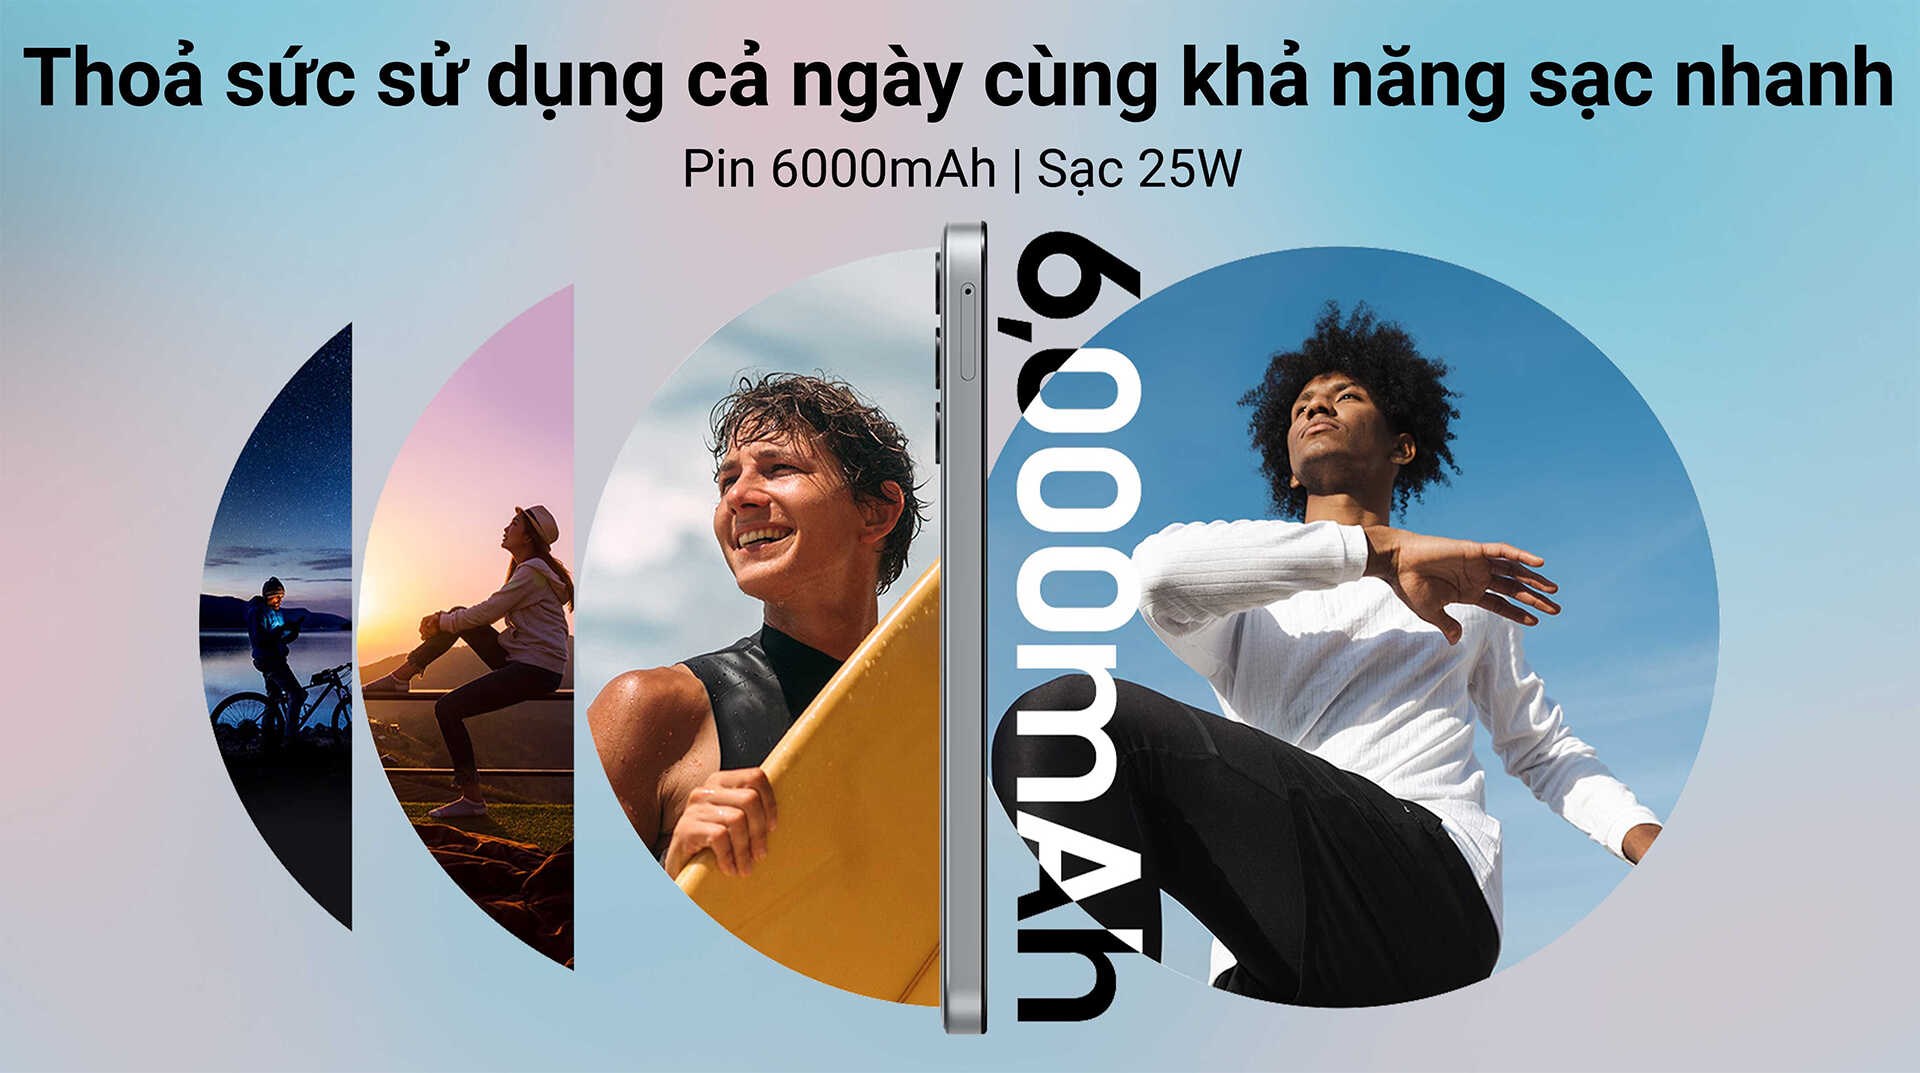 Thoả sức sử dụng cả ngày cùng khả năng sạc nhanh
Pin 6000mAh | Sạc 25W
6,000mAh